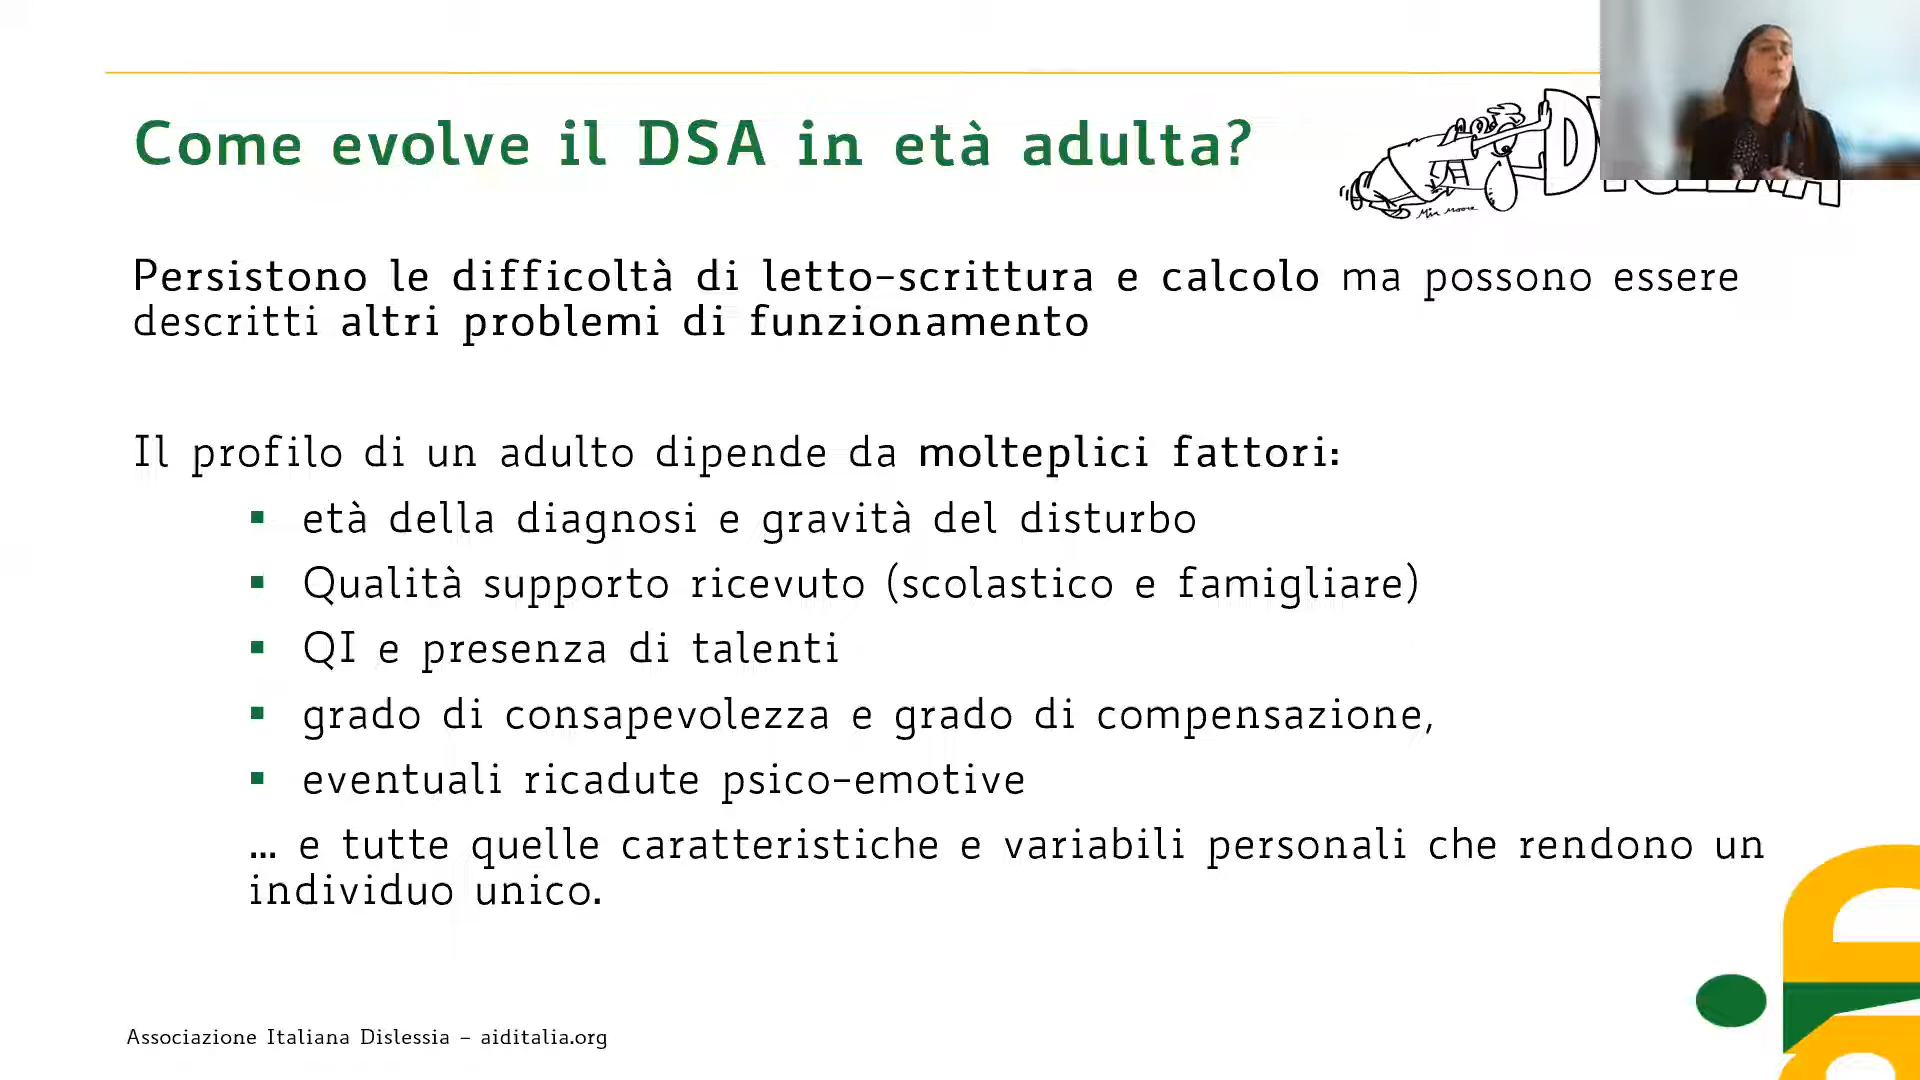 Come evolve il DSA in età adulta?
Persistono le difficoltà di letto-scrittura e calcolo ma possono essere
descritti altri problemi di funzionamento
Il profilo di un adulto dipende da molteplici fattori:
▪ età della diagnosi e gravità del disturbo
▪ Qualità supporto ricevuto (scolastico e famigliare)
▪ QI e presenza di talenti
▪ grado di consapevolezza e grado di compensazione,
▪ eventuali ricadute psico-emotive
… e tutte quelle caratteristiche e variabili personali che rendono un
individuo unico.
Associazione Italiana Dislessia – aiditalia.org